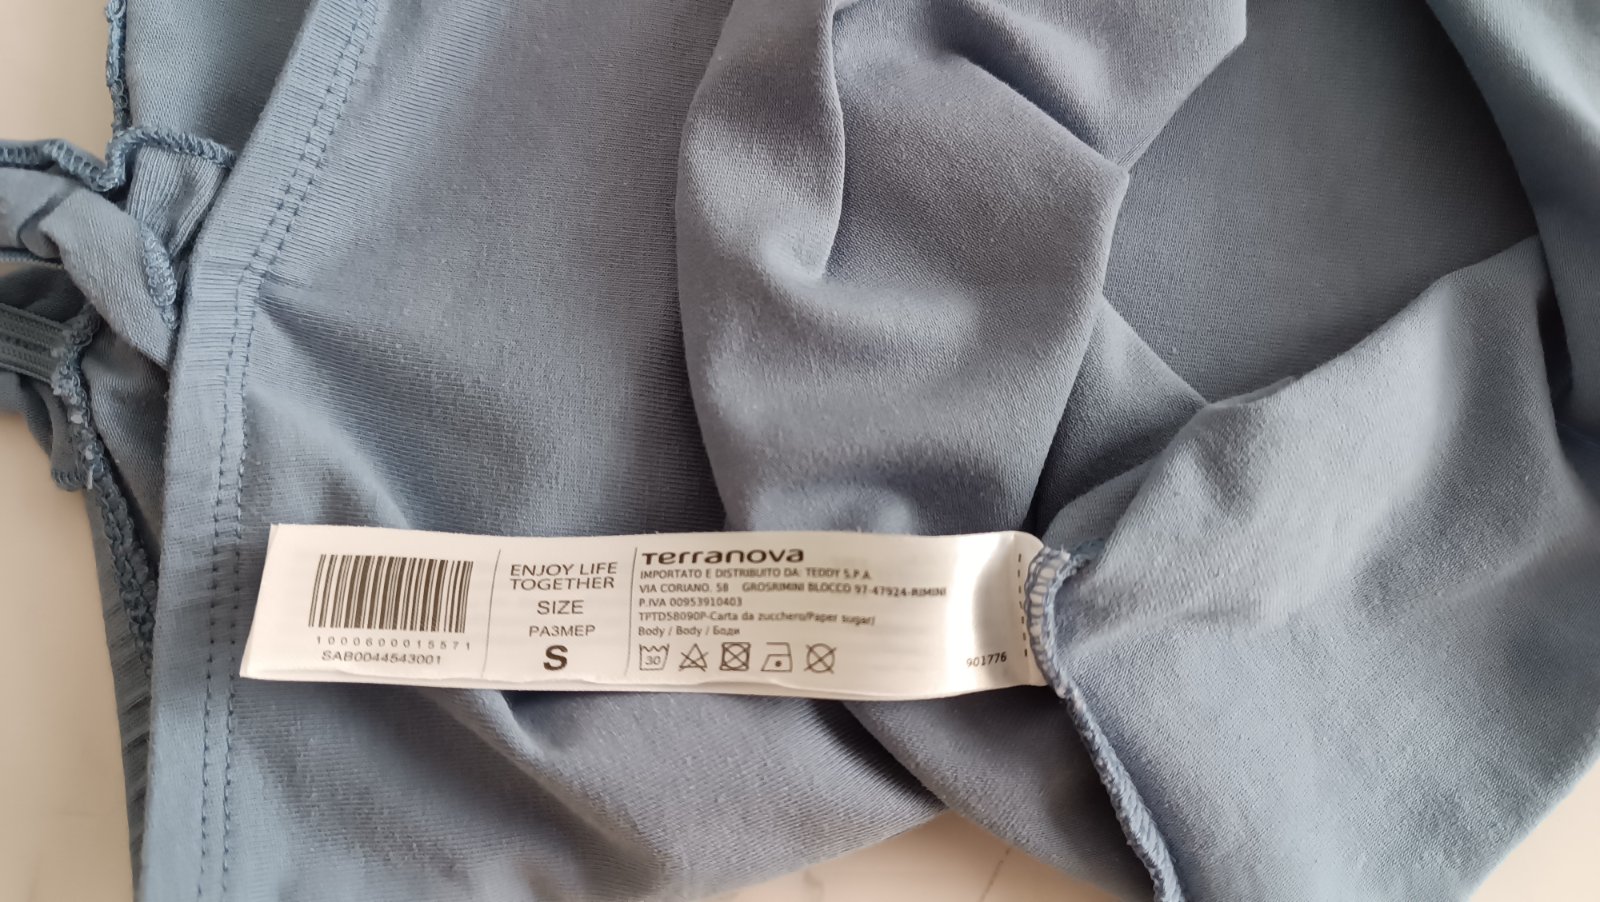 1000600015571
SAB0044543001
ENJOY LIFE
TOGETHER
SIZE
РАЗМЕР
S
Terranova
IMPORTATO E DISTRIBUITO DA: TEDDY S.P.A.
VIA CORIANO, 58 GROSRIMINI BLOCCO 97-47924-RIMINI
P.IVA 00953910403
TPTD58090P-Carta da zucchero/Paper sugar/
Body / Body / Боди
30
901776